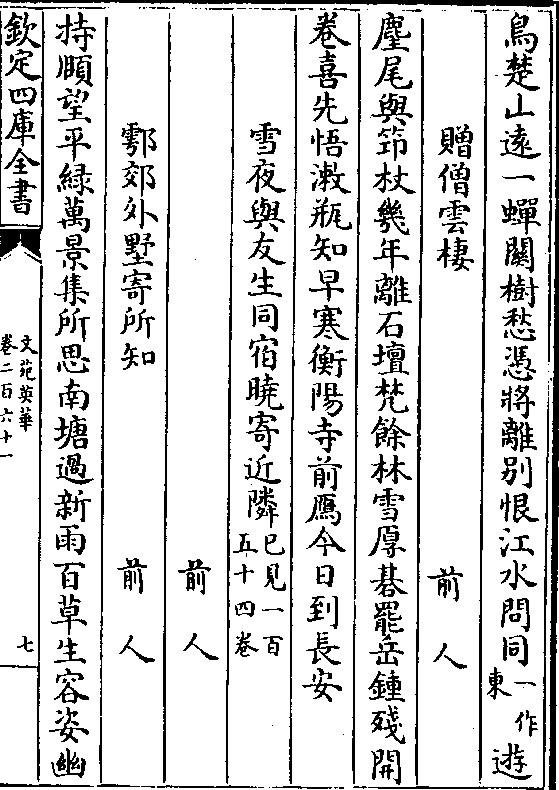 鳥楚山遠一蟬關樹愁憑將離別恨江水問同一作東遊
贈僧雲棲 前人
麈尾與筇杖幾年離石壇梵餘林雪厚碁罷岳鍾殘開
卷喜先悟潄瓶知早寒衡陽寺前鴈今日到長安
雪夜與友生同宿曉寄近隣已見一百五十四卷 前人
鄠郊外墅寄所知 前人
持願望平緑萬景集所思南塘過新雨百草生容姿幽
欽定四庫全書
文苑英華
卷二百六十一
七